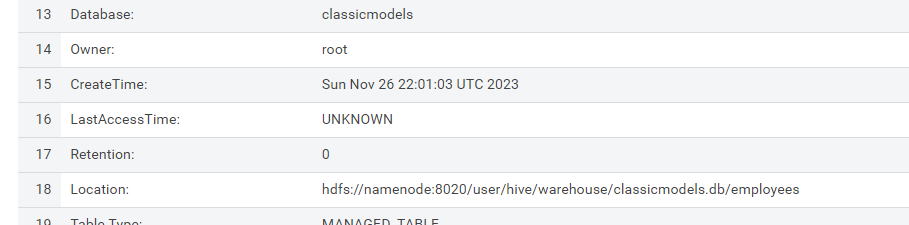 13 Database: classicmodels
14 Owner: root
15 CreateTime: Sun Nov 26 22:01:03 UTC 2023
16 LastAccessTime: UNKNOWN
17 Retention: 0
18 Location: hdfs://namenode:8020/user/hive/warehouse/classicmodels.db/employees
19 Table Type: MANAGED_TABLE